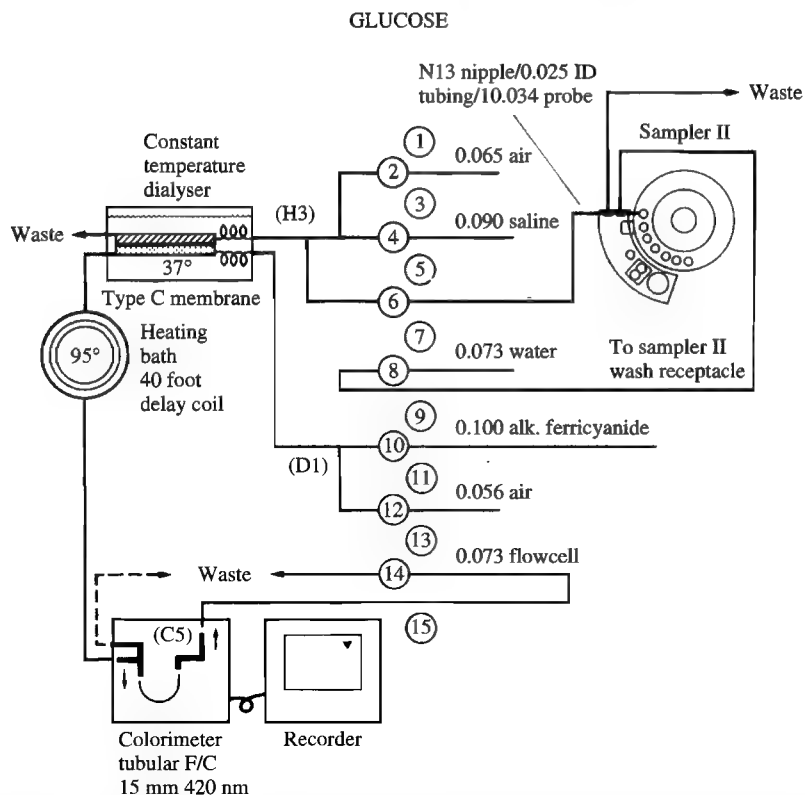 GLUCOSE
N13 nipple/0.025 ID
tubing/10.034 probe
Waste
Sampler II
Constant
temperature
dialyser
1
0.065 air
2
(H3)
3
0.090 saline
4
Waste
37°
5
Type C membrane
6
Heating
bath
40 foot
delay coil
95°
7
0.073 water
8
To sampler II
wash receptacle
9
0.100 alk. ferricyanide
10
(D1)
11
0.056 air
12
13
0.073 flowcell
14
Waste
15
(C5)
Colorimeter
tubular F/C
15 mm 420 nm
Recorder